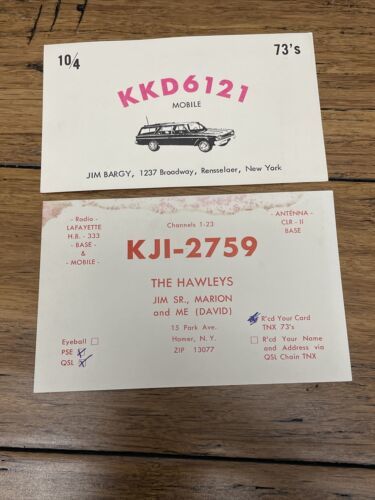 10/4
73's
KKD6121
MOBILE
JIM BARGY, 1237 Broadway, Rensselaer, New York
- Radio -
LAFAYETTE
H.B. - 333
- BASE -
&
- MOBILE -
Channels 1-23
- ANTENNA -
CLR - II
BASE
KJI-2759
THE HAWLEYS
JIM SR., MARION
and ME (DAVID)
15 Park Ave.
Homer, N. Y.
ZIP 13077
Eyeball
PSE
QSL
R'cd Your Card
TNX 73's
R'cd Your Name
and Address via
QSL Chain TNX